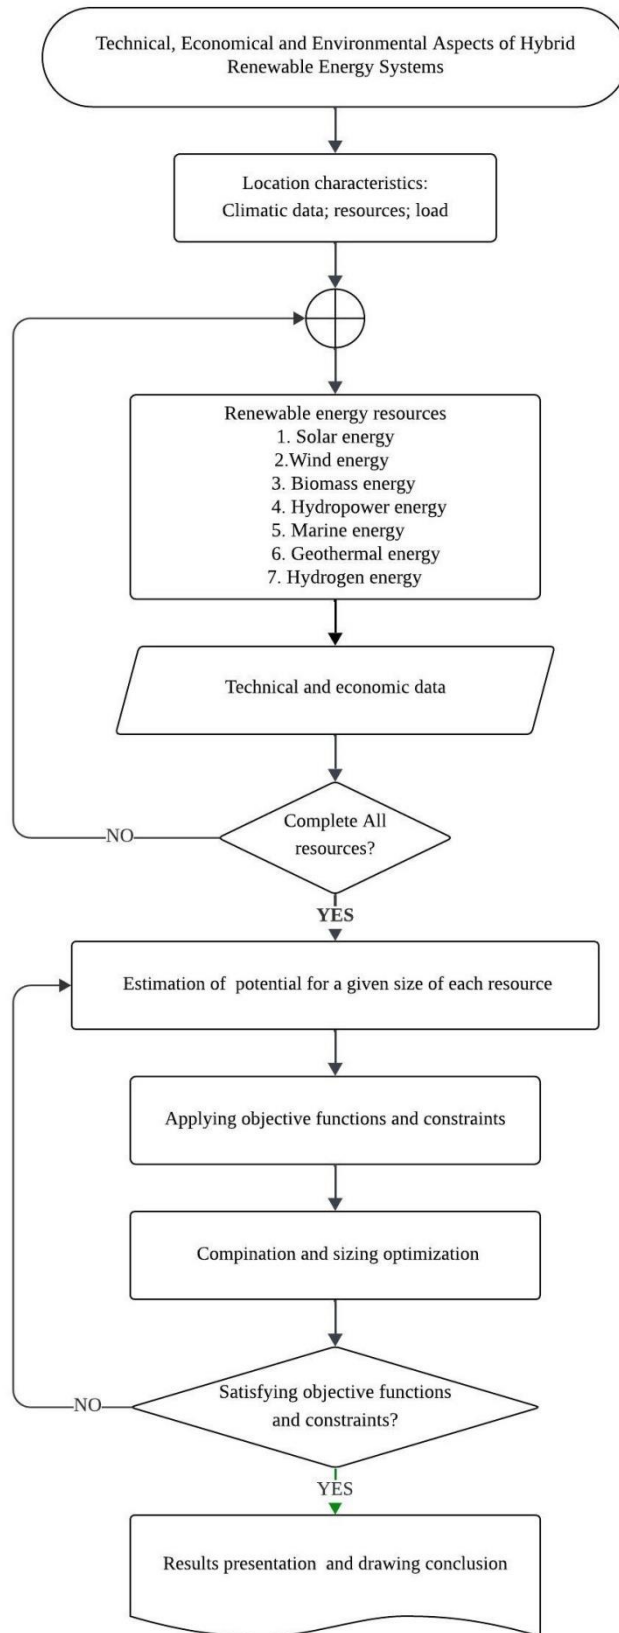 Technical, Economical and Environmental Aspects of Hybrid
Renewable Energy Systems
Location characteristics:
Climatic data; resources; load
Renewable energy resources
1. Solar energy
2.Wind energy
3. Biomass energy
4. Hydropower energy
5. Marine energy
6. Geothermal energy
7. Hydrogen energy
Technical and economic data
Complete All
resources?
NO
YES
Estimation of potential for a given size of each resource
Applying objective functions and constraints
Compination and sizing optimization
Satisfying objective functions
and constraints?
NO
YES
Results presentation and drawing conclusion